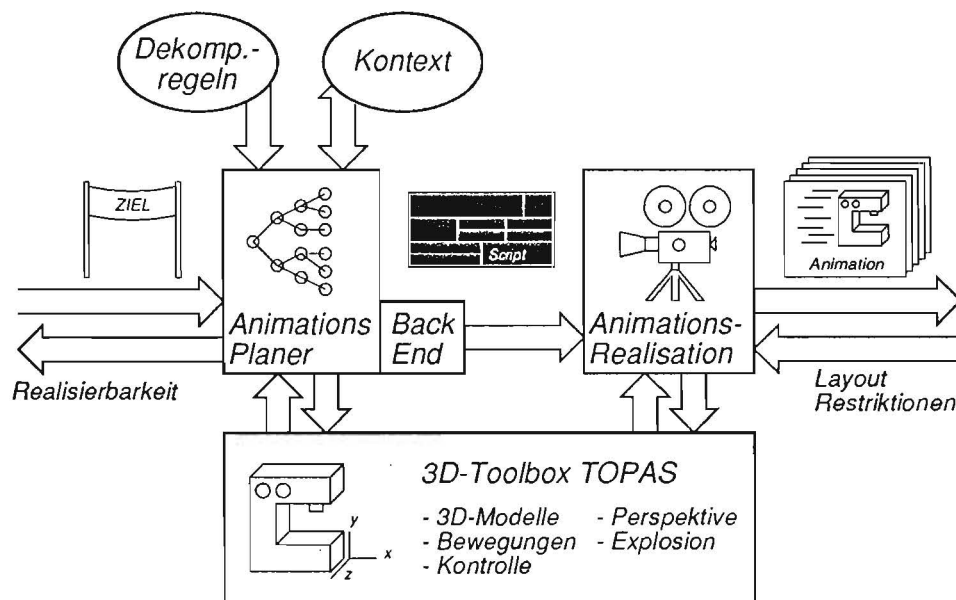 Dekomp.-
regeln
Kontext
ZIEL
Script
Animation
Animations
Planer
Back
End
Animations-
Realisation
Realisierbarkeit
Layout
Restriktionen
3D-Toolbox TOPAS
- 3D-Modelle - Perspektive
- Bewegungen - Explosion
- Kontrolle
y
x
z